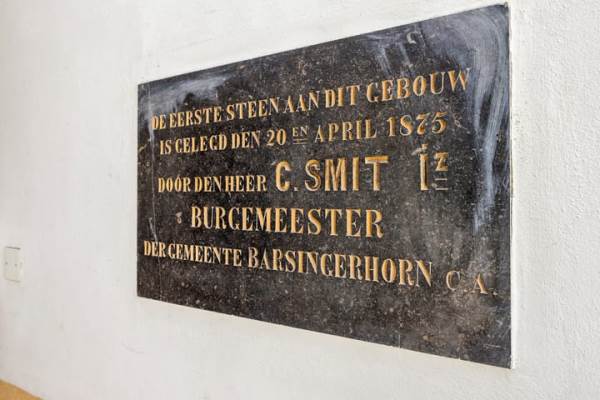 DE EERSTE STEEN AAN DIT GEBOUW
IS GELEGD DEN 20 EN APRIL 1875
DOOR DEN HEER C. SMIT Iz
BURGEMEESTER
DER GEMEENTE BARSINGERHORN C.A.